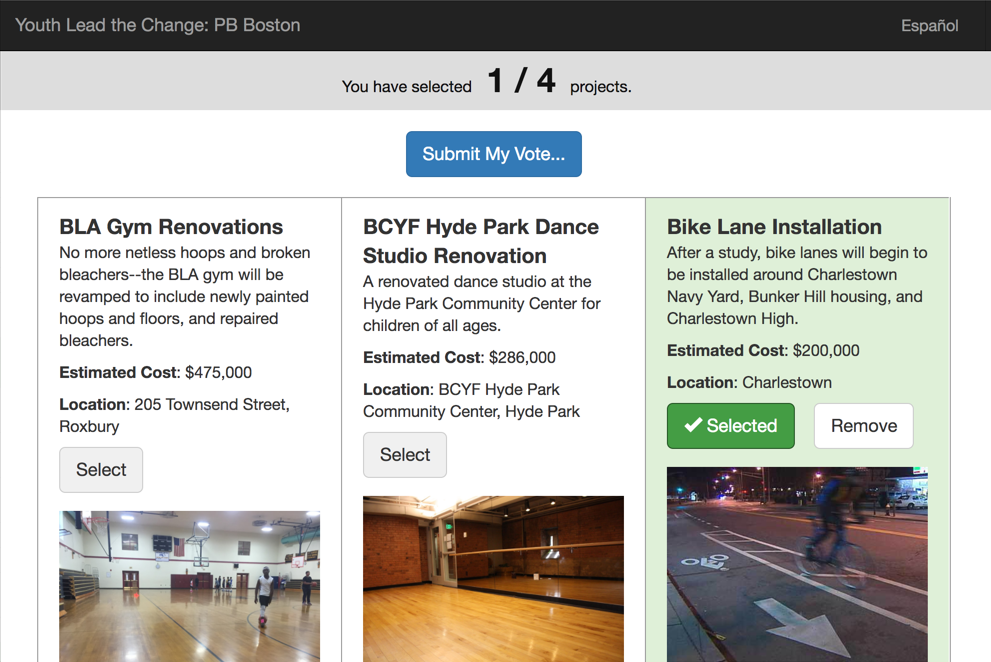 Youth Lead the Change: PB Boston
Español
You have selected 1 / 4 projects.
Submit My Vote...
BLA Gym Renovations
No more netless hoops and broken
bleachers--the BLA gym will be
revamped to include newly painted
hoops and floors, and repaired
bleachers.
Estimated Cost: $475,000
Location: 205 Townsend Street,
Roxbury
Select
BCYF Hyde Park Dance
Studio Renovation
A renovated dance studio at the
Hyde Park Community Center for
children of all ages.
Estimated Cost: $286,000
Location: BCYF Hyde Park
Community Center, Hyde Park
Select
Bike Lane Installation
After a study, bike lanes will begin to
be installed around Charlestown
Navy Yard, Bunker Hill housing, and
Charlestown High.
Estimated Cost: $200,000
Location: Charlestown
Selected
Remove